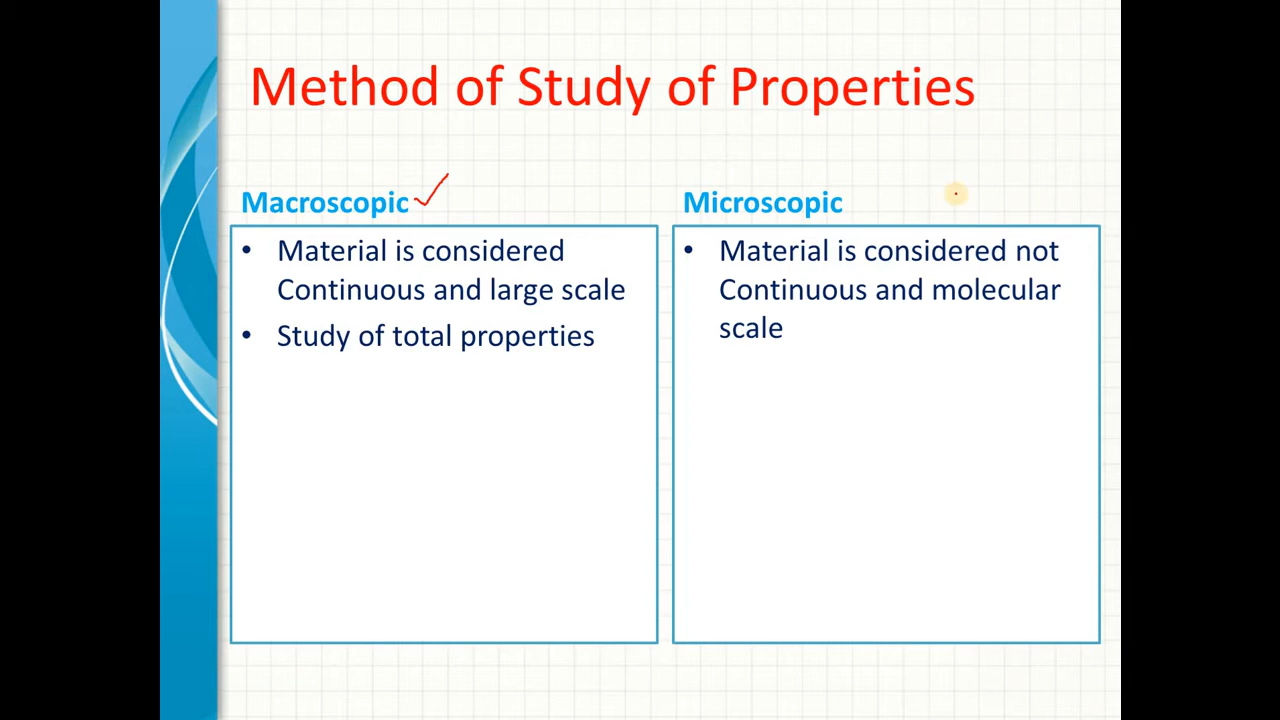 Method of Study of Properties
Macroscopic
• Material is considered
Continuous and large scale
• Study of total properties
Microscopic
• Material is considered not
Continuous and molecular
scale